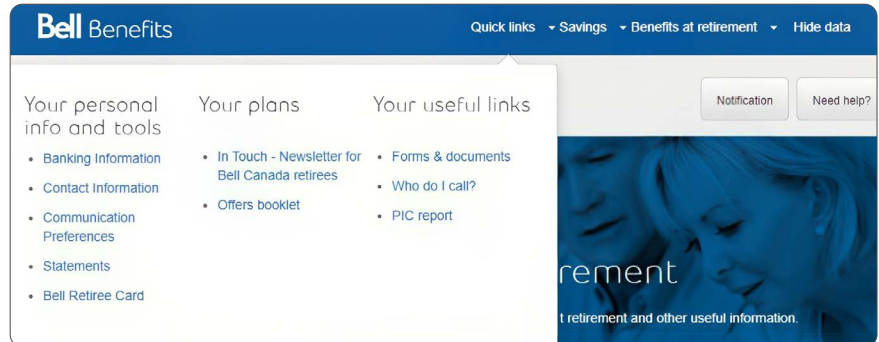 Bell Benefits
Quick links
Savings
Benefits at retirement
Hide data
Notification
Need help?
Your personal
info and tools
Banking Information
Contact Information
Communication
Preferences
Statements
Bell Retiree Card
Your plans
In Touch - Newsletter for
Bell Canada retirees
Offers booklet
Your useful links
Forms & documents
Who do I call?
PIC report
t retirement and other useful information.